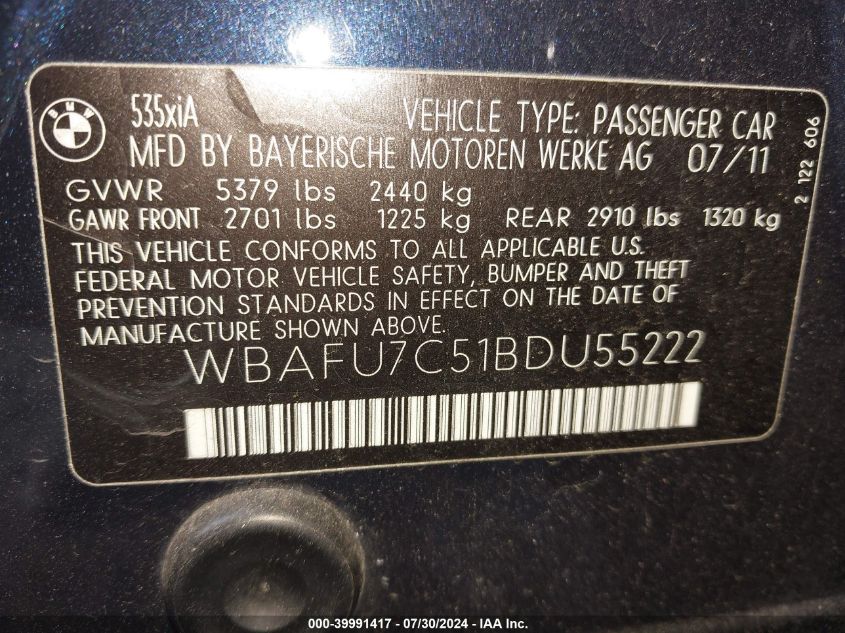 BMW
535xiA VEHICLE TYPE: PASSENGER CAR
MFD BY BAYERISCHE MOTOREN WERKE AG 07/11
GVWR 5379 lbs 2440 kg
GAWR FRONT 2701 lbs 1225 kg REAR 2910 lbs 1320 kg
THIS VEHICLE CONFORMS TO ALL APPLICABLE U.S.
FEDERAL MOTOR VEHICLE SAFETY, BUMPER AND THEFT
PREVENTION STANDARDS IN EFFECT ON THE DATE OF
MANUFACTURE SHOWN ABOVE.
WBAFU7C51BDU55222
2 122 606
000-39991417 - 07/30/2024 - IAA Inc.